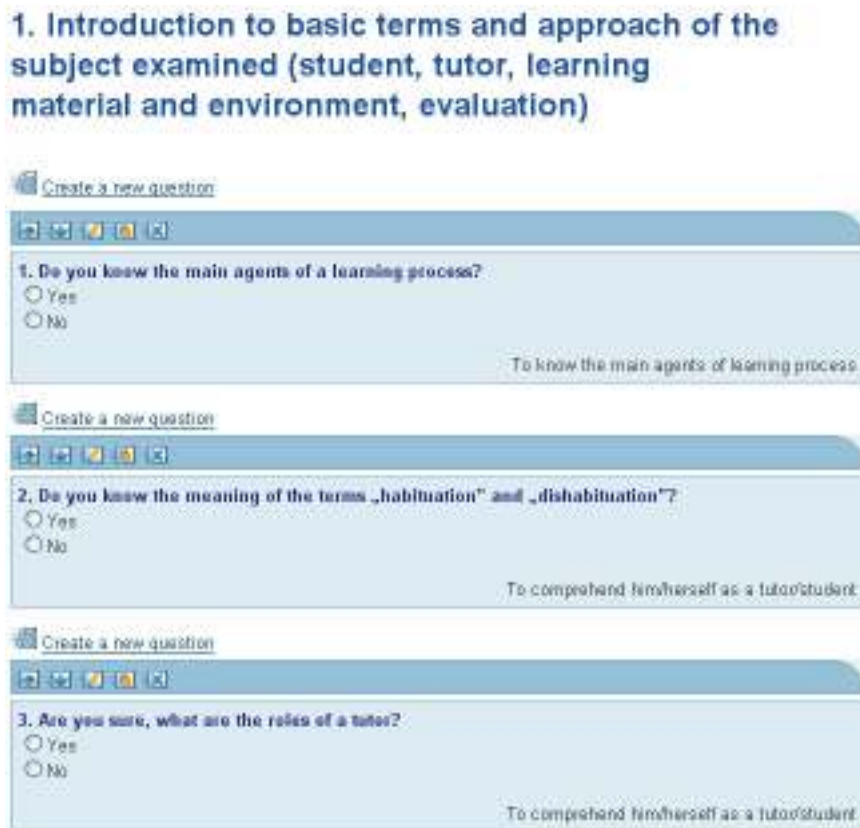 1. Introduction to basic terms and approach of the
subject examined (student, tutor, learning
material and environment, evaluation)
Create a new question
1. Do you know the main agents of a learning process?
Yes
No
To know the main agents of learning process
Create a new question
2. Do you know the meaning of the terms „habituation” and „dishabituation”?
Yes
No
To comprehend him/herself as a tutor/student
Create a new question
3. Are you sure, what are the roles of a tutor?
Yes
No
To comprehend him/herself as a tutor/student